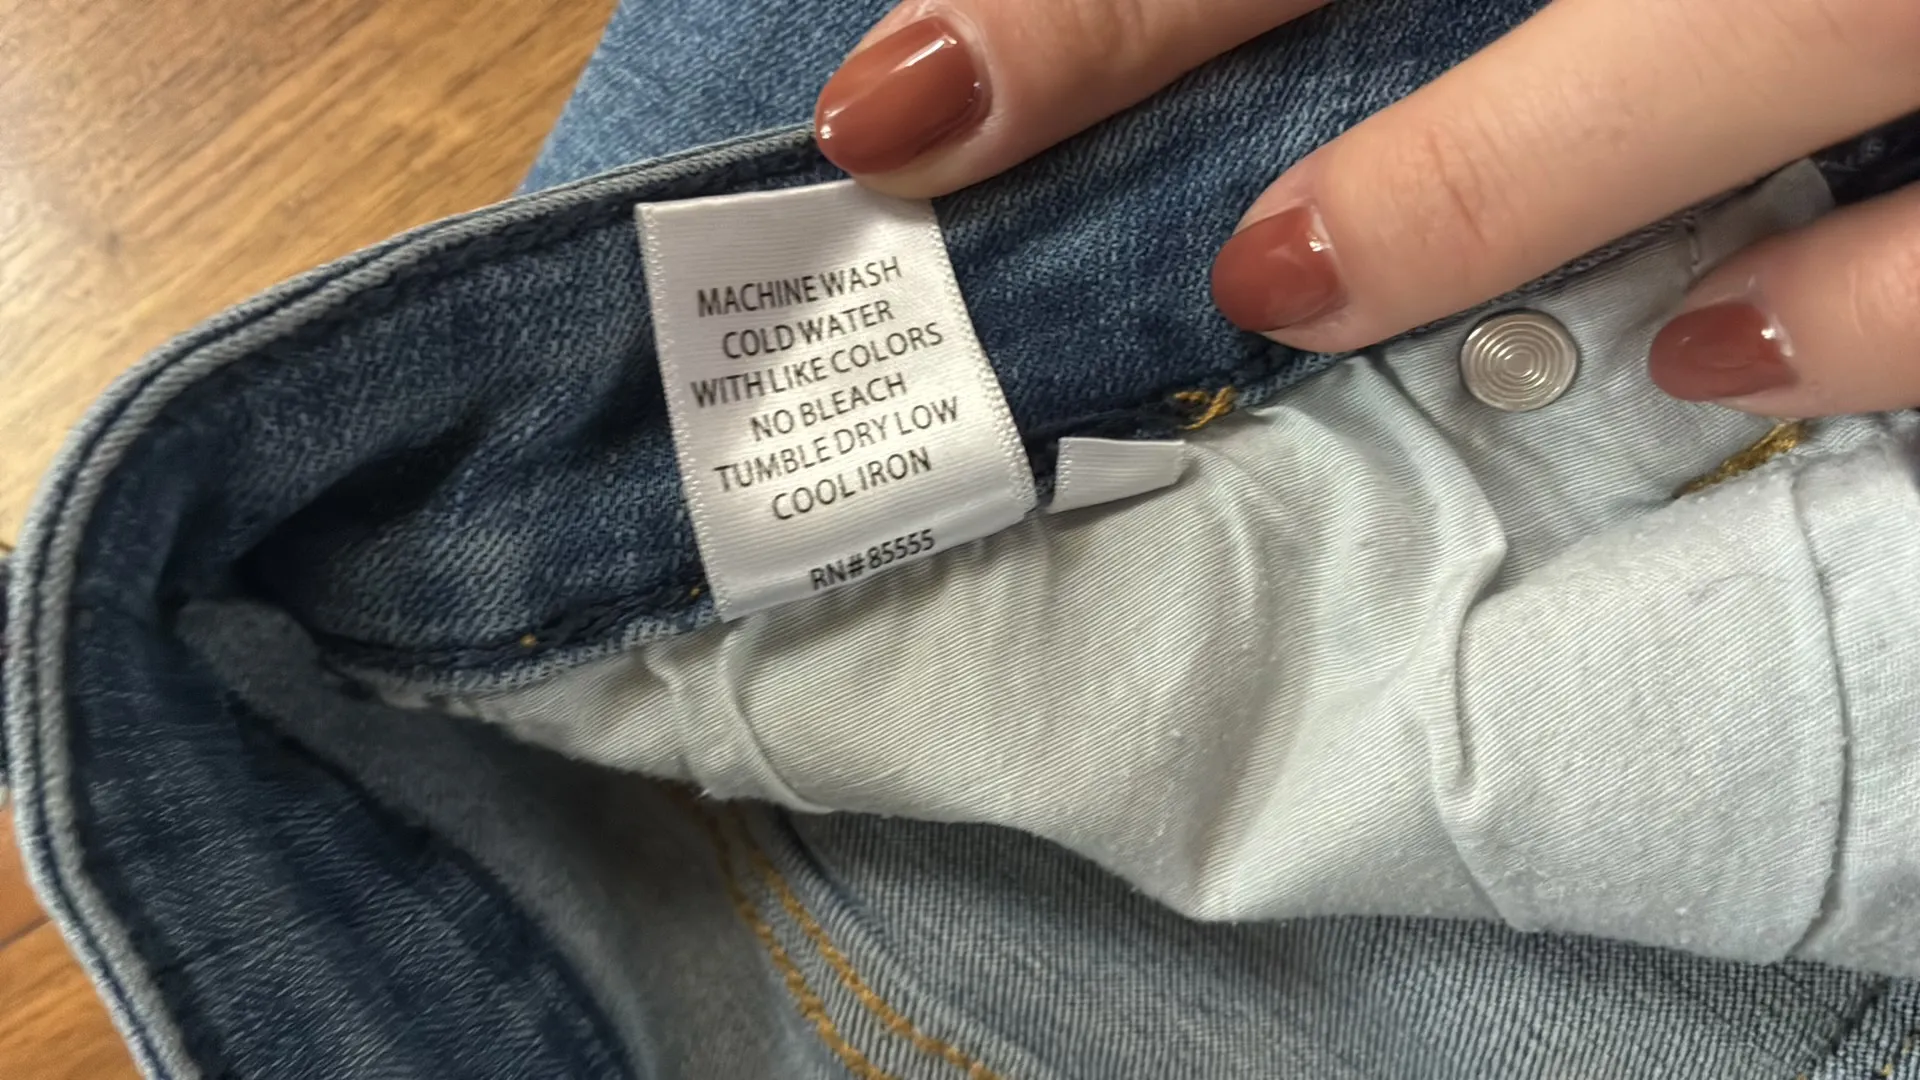 MACHINE WASH
COLD WATER
WITH LIKE COLORS
NO BLEACH
TUMBLE DRY LOW
COOL IRON
RN#85555